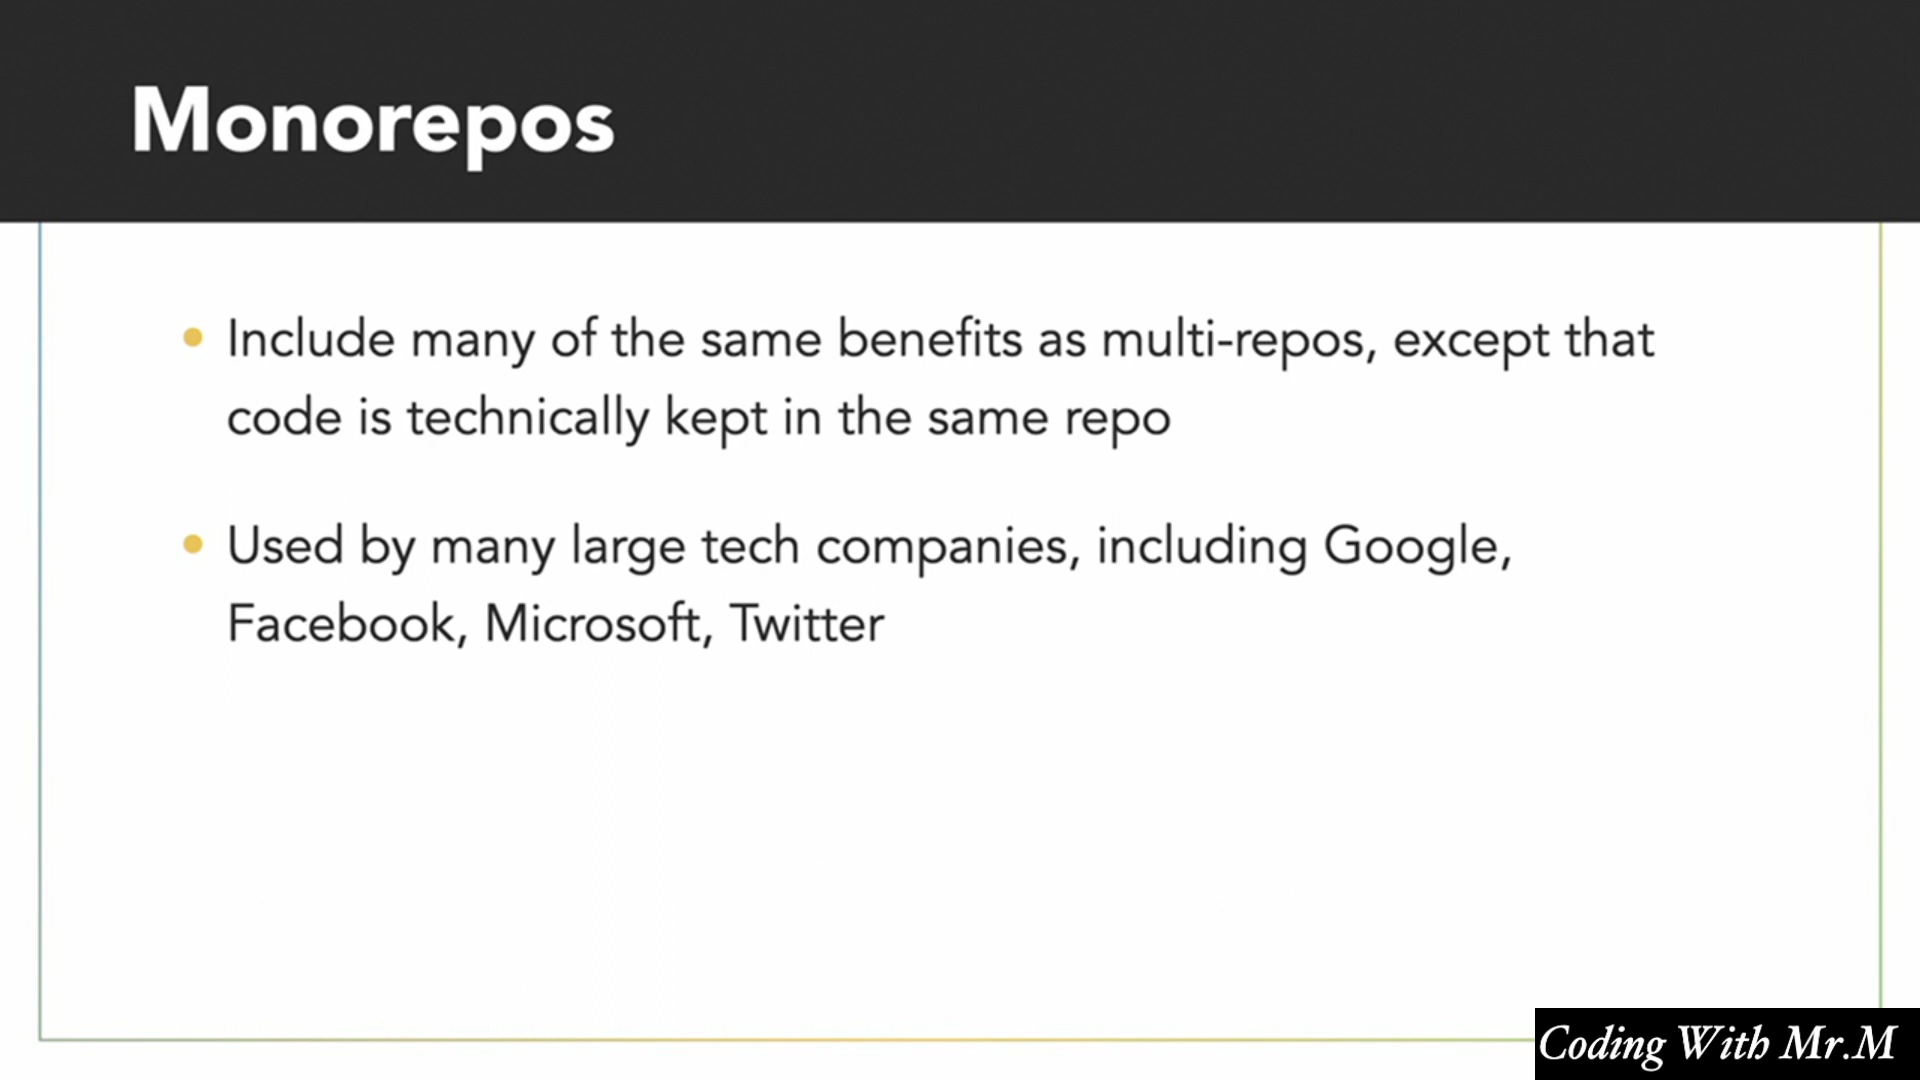 Monorepos
• Include many of the same benefits as multi-repos, except that
code is technically kept in the same repo
• Used by many large tech companies, including Google,
Facebook, Microsoft, Twitter
Coding With Mr.M